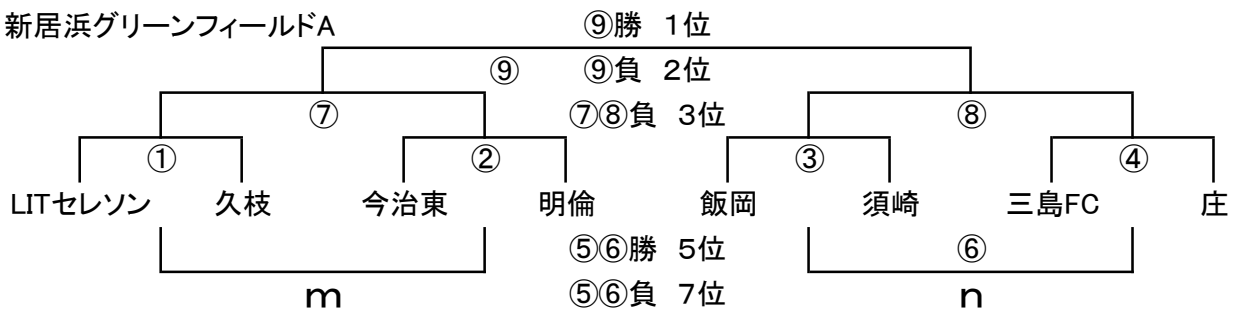 新居浜グリーンフィールドA
⑨勝 1位
⑨
⑨負 2位
⑦
⑦⑧負 3位
⑧
①
②
③
④
LITセレソン 久枝 今治東 明倫 飯岡 須崎 三島FC 庄
⑤⑥勝 5位
⑥
m
⑤⑥負 7位
n